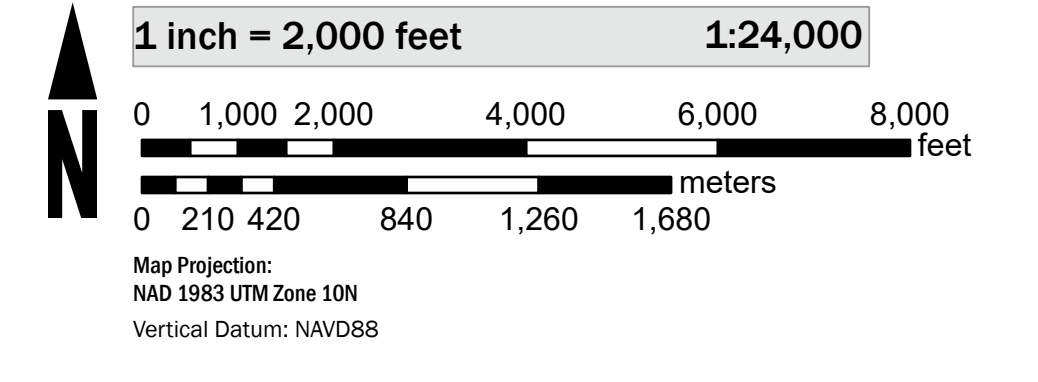 1 inch = 2,000 feet 1:24,000
0 1,000 2,000 4,000 6,000 8,000
feet
meters
0 210 420 840 1,260 1,680
N
Map Projection:
NAD 1983 UTM Zone 10N
Vertical Datum: NAVD88